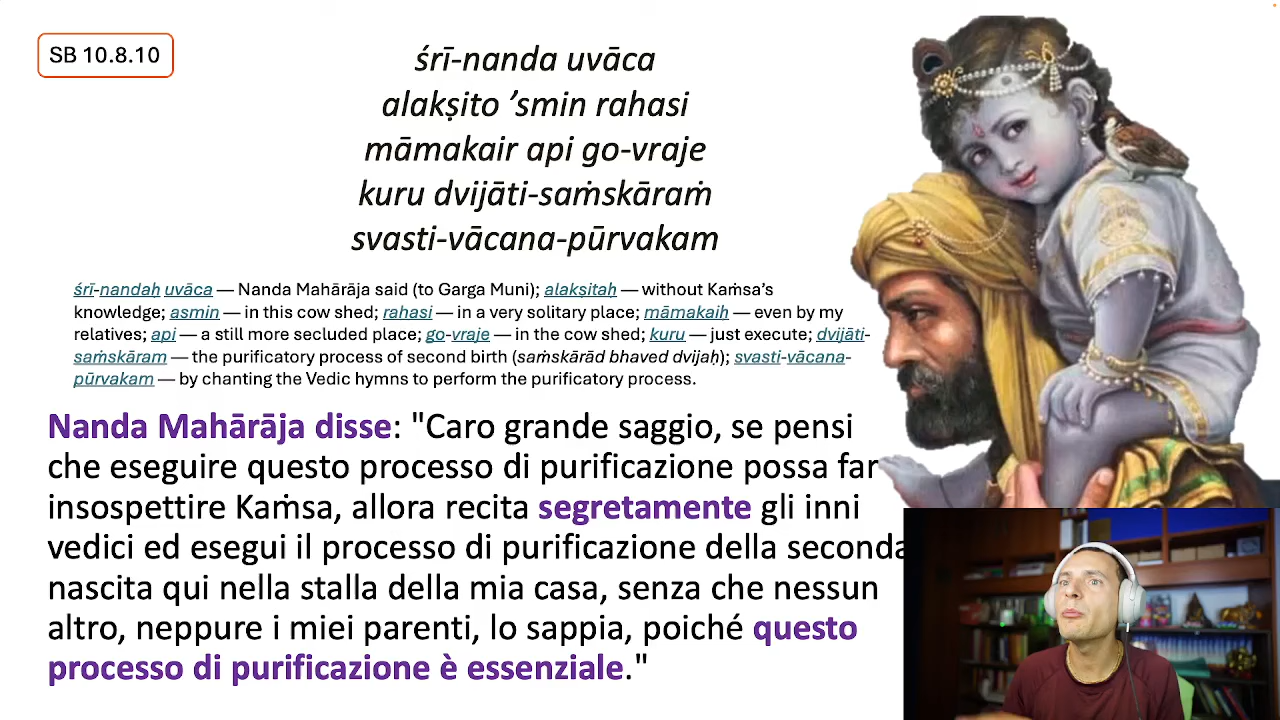 SB 10.8.10
śrī-nanda uvāca
alakṣito ’smin rahasi
māmakair api go-vraje
kuru dvijāti-saṁskāraṁ
svasti-vācana-pūrvakam
śrī-nandaḥ uvāca — Nanda Mahārāja said (to Garga Muni); alakṣitaḥ — without Kaṁsa’s
knowledge; asmin — in this cow shed; rahasi — in a very solitary place; māmakaiḥ — even by my
relatives; api — a still more secluded place; go-vraje — in the cow shed; kuru — just execute; dvijāti-
saṁskāram — the purificatory process of second birth (saṁskārād bhaved dvijaḥ); svasti-vācana-
pūrvakam — by chanting the Vedic hymns to perform the purificatory process.
Nanda Mahārāja disse: "Caro grande saggio, se pensi
che eseguire questo processo di purificazione possa far
insospettire Kaṁsa, allora recita segretamente gli inni
vedici ed esegui il processo di purificazione della seconda
nascita qui nella stalla della mia casa, senza che nessun
altro, neppure i miei parenti, lo sappia, poiché questo
processo di purificazione è essenziale."